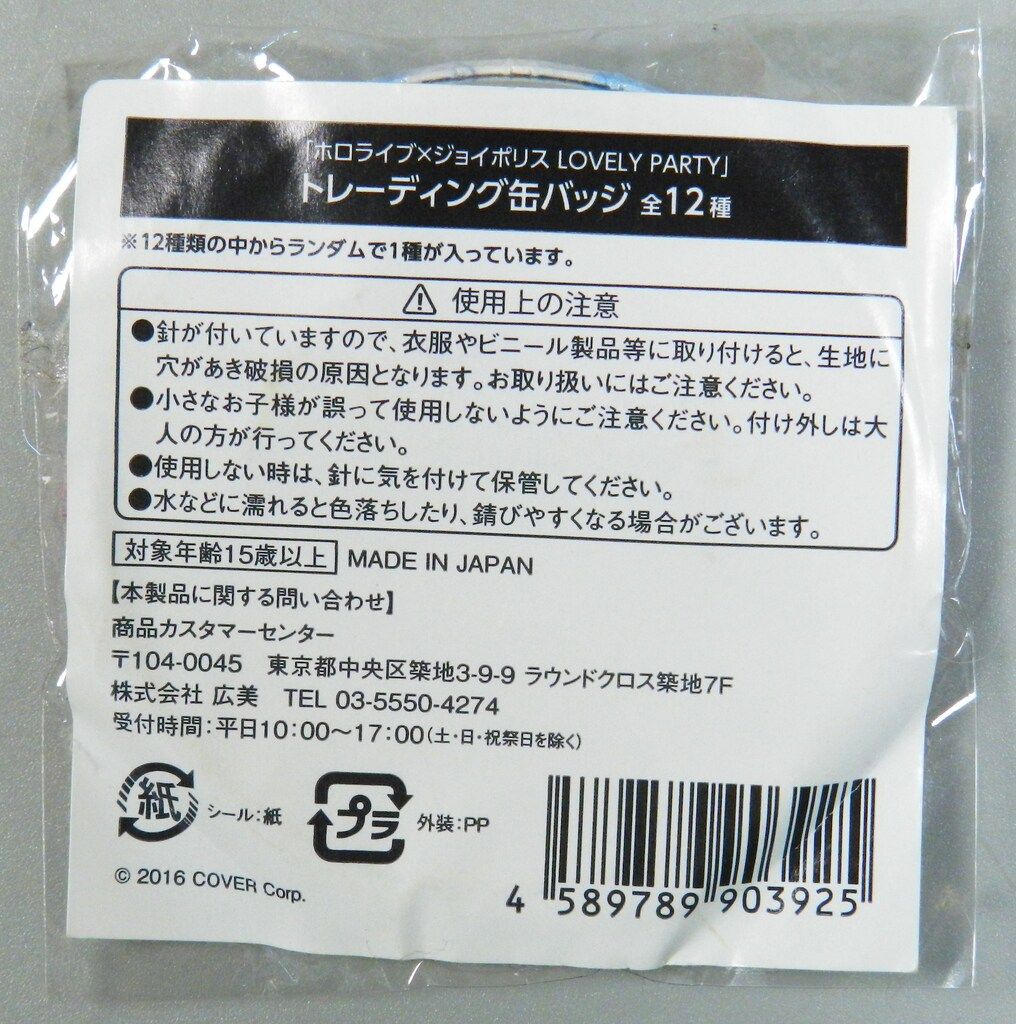 「ホロライブ×ジョイポリス LOVELY PARTY」
トレーディング缶バッジ 全12種
※12種類の中からランダムで1種が入っています。
⚠ 使用上の注意
●針が付いていますので、衣服やビニール製品等に取り付けると、生地に
穴があき破損の原因となります。お取り扱いにはご注意ください。
●小さなお子様が誤って使用しないようにご注意ください。付け外しは大
人の方が行ってください。
●使用しない時は、針に気を付けて保管してください。
●水などに濡れると色落ちしたり、錆びやすくなる場合がございます。
対象年齢15歳以上 MADE IN JAPAN
【本製品に関する問い合わせ】
商品カスタマーセンター
〒104-0045 東京都中央区築地3-9-9 ラウンドクロス築地7F
株式会社 広美 TEL 03-5550-4274
受付時間：平日10:00〜17:00(土・日・祝祭日を除く)
紙 シール：紙 プラ 外装：PP
© 2016 COVER Corp.
4 589789 903925